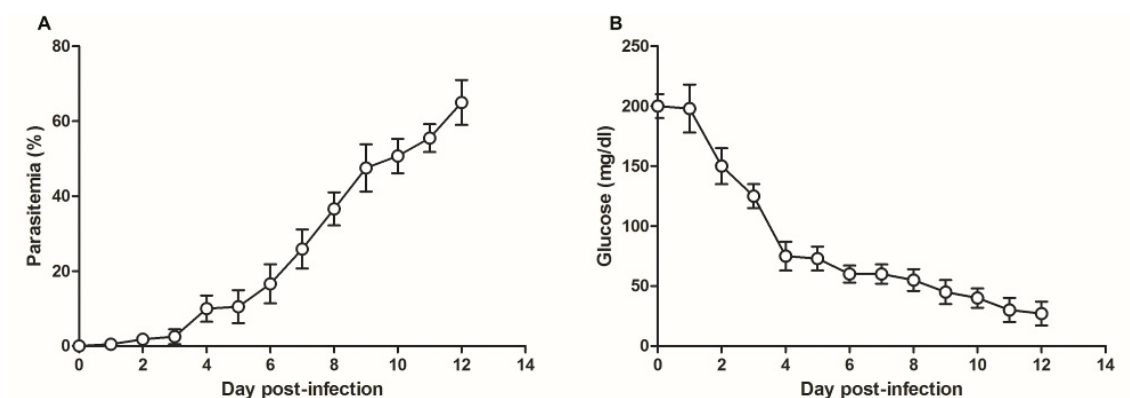 A
80
60
40
20
0
Parasitemia (%)
0 2 4 6 8 10 12 14
Day post-infection
B
250
200
150
100
50
0
Glucose (mg/dl)
0 2 4 6 8 10 12 14
Day post-infection